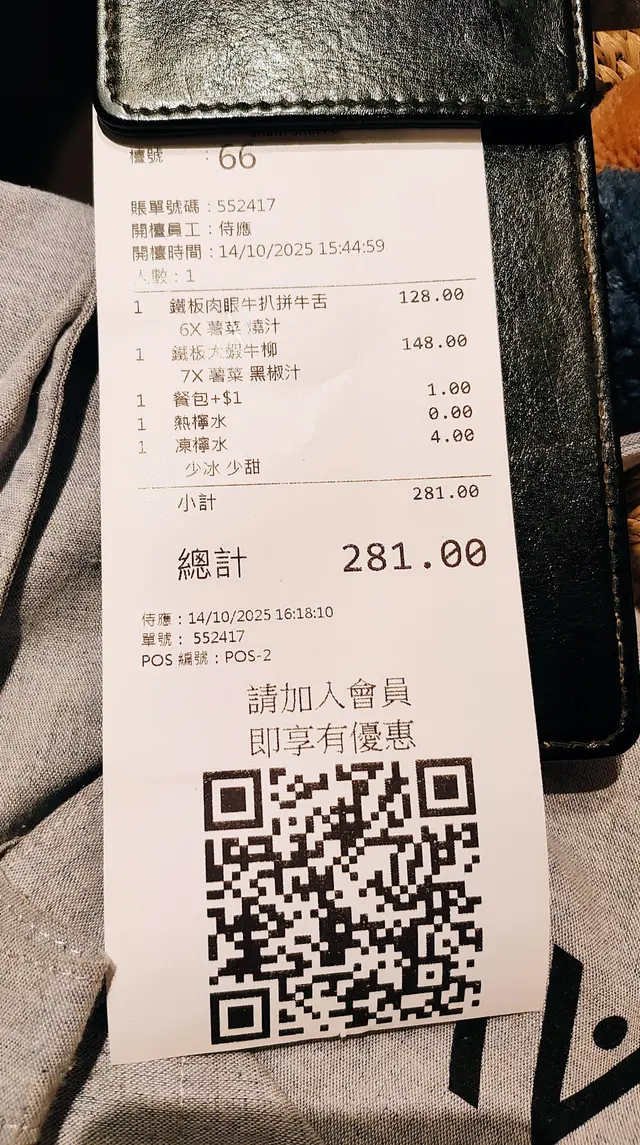 檯號 : 66
賬單號碼 : 552417
開檯員工 : 侍應
開檯時間 : 14/10/2025 15:44:59
人數 : 1
1 鐵板肉眼牛扒拼牛舌 128.00
6X 薯菜 燒汁
1 鐵板大蝦牛柳 148.00
7X 薯菜 黑椒汁
1 餐包+$1 1.00
1 熱檸水 0.00
1 凍檸水 4.00
少冰 少甜
小計 281.00
總計 281.00
侍應 : 14/10/2025 16:18:10
單號 : 552417
POS 編號 : POS-2
請加入會員
即享有優惠